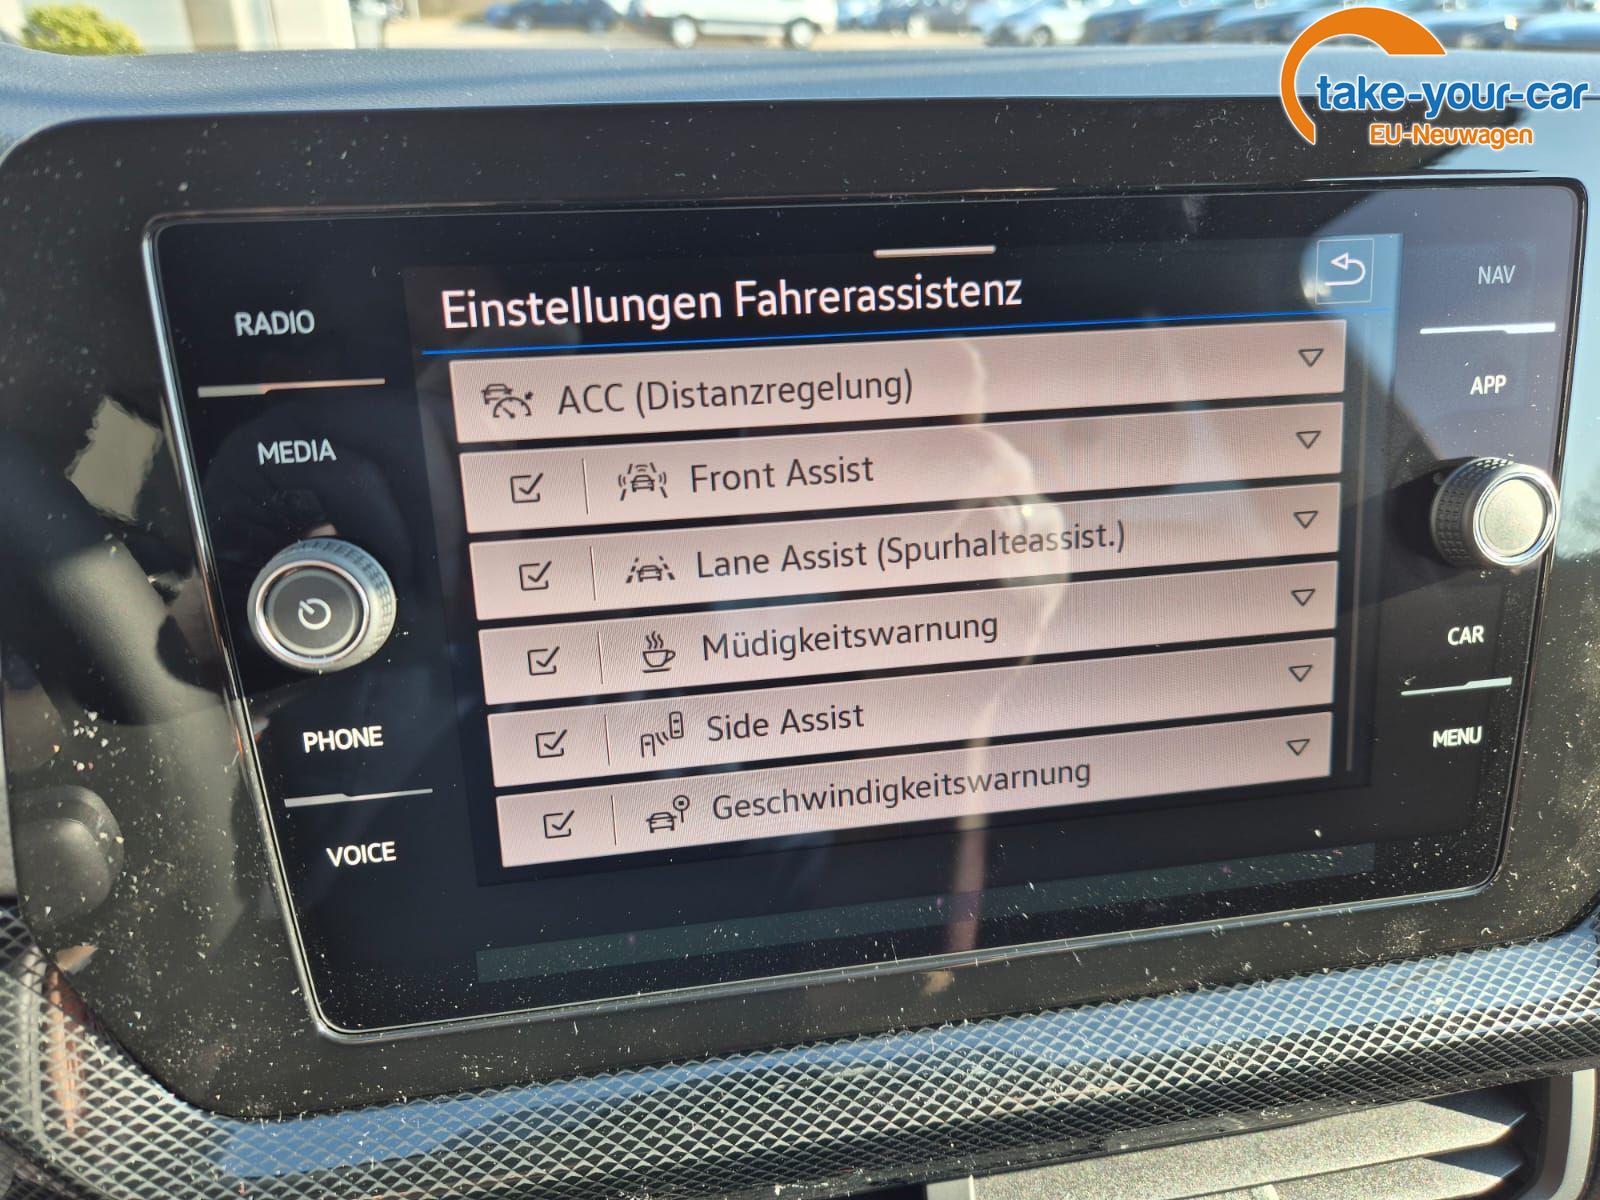 take-your-car
EU-Neuwagen
RADIO
MEDIA
PHONE
VOICE
Einstellungen Fahrerassistenz
ACC (Distanzregelung)
Front Assist
Lane Assist (Spurhalteassist.)
Müdigkeitswarnung
Side Assist
Geschwindigkeitswarnung
NAV
APP
CAR
MENU